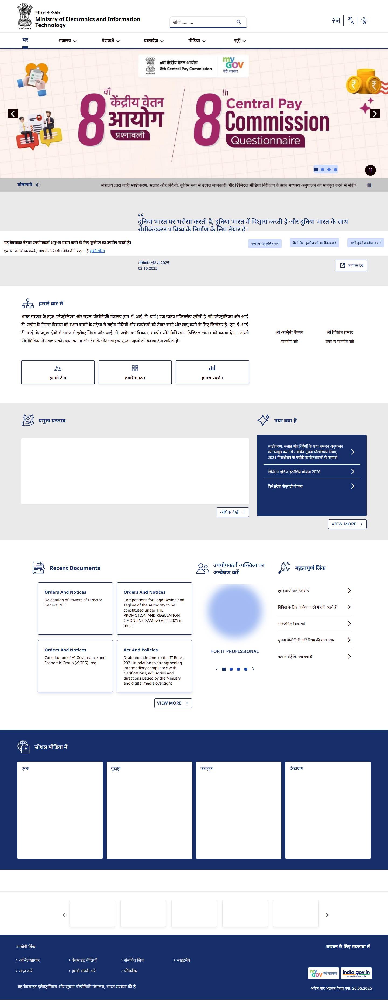 भारत सरकार
Ministry of Electronics and Information
Technology
सत्यमेव जयते
खोज ..........
अ
A
घर
मंत्रालय
पेशकशें
दस्तावेज़
मीडिया
जुड़ें
8वां केंद्रीय वेतन आयोग
8th Central Pay Commission
my
GOV
मेरी सरकार
8 वाँ
केंद्रीय वेतन
आयोग
प्रश्नावली
8 th
Central Pay
Commission
Questionnaire
घोषणाएं
मंत्रालय द्वारा जारी स्पष्टीकरण, सलाह और निर्देशों, कृत्रिम रूप से उत्पन्न जानकारी और डिजिटल मीडिया निरीक्षण के साथ मध्यस्थ अनुपालन को मजबूत करने से
“
दुनिया भारत पर भरोसा करती है, दुनिया भारत में विश्वास करती है और दुनिया भारत के साथ
सेमीकंडक्टर भविष्य के निर्माण के लिए तैयार है।
यह वेबसाइट बेहतर उपयोगकर्ता अनुभव प्रदान करने के लिए कुकीज़ का उपयोग करती है।
एक्सेप्ट पर क्लिक करके, आप में उल्लिखित नीतियों से सहमत हैं कुकी सेटिंग.
कुकीज़ अनुकूलित करें
वैकल्पिक कुकीज़ को अस्वीकार करें
सभी कुकीज़ स्वीकार करें
सेमिकॉन इंडिया 2025
02.10.2025
कार्यक्रम देखें
हमारे बारे में
भारत सरकार के तहत इलेक्ट्रॉनिक्स और सूचना प्रौद्योगिकी मंत्रालय (एम. ई. आई. टी. वाई.) एक स्वतंत्र मंत्रिस्तरीय एजेंसी है, जो इलेक्ट्रॉनिक्स और आई.
टी. उद्योग के निरंतर विकास को सक्षम बनाने के उद्देश्य से राष्ट्रीय नीतियों और कार्यक्रमों को तैयार करने और लागू करने के लिए जिम्मेदार है। एम. ई. आई.
टी. वाई. के प्रमुख क्षेत्रों में भारत में इलेक्ट्रॉनिक्स और आई. टी. उद्योग का विकास, संवर्धन और विनियमन, डिजिटल शासन को बढ़ावा देना, उभरती
प्रौद्योगिकियों में नवाचार को सक्षम बनाना और देश के भीतर साइबर सुरक्षा पहलों को बढ़ावा देना शामिल है।
श्री अश्विनी वैष्णव
माननीय मंत्री
श्री जितिन प्रसाद
राज्य के माननीय मंत्री
हमारी टीम
हमारे संगठन
हमारा प्रदर्शन
प्रमुख प्रस्ताव
अधिक देखें
नया क्या है
स्पष्टीकरण, सलाह और निर्देशों के साथ मध्यस्थ अनुपालन
को मजबूत करने से संबंधित सूचना प्रौद्योगिकी नियम,
2021 में संशोधन के मसौदे पर हितधारकों से परामर्श
डिजिटल इंडिया इंटर्नशिप योजना 2026
विश्वेश्वरैया पीएचडी योजना
VIEW MORE
Recent Documents
Orders And Notices
Delegation of Powers of Director
General NIC
Orders And Notices
Competitions for Logo Design and
Tagline of the Authority to be
constituted under THE
PROMOTION AND REGULATION
OF ONLINE GAMING ACT, 2025 in
India
Orders And Notices
Constitution of AI Governance and
Economic Group (AIGEG) -reg
Act And Policies
Draft amendments to the IT Rules,
2021 in relation to strengthening
intermediary compliance with
clarifications, advisories and
directions issued by the Ministry
and digital media oversight
VIEW MORE
उपयोगकर्ता व्यक्तित्व का
अन्वेषण करें
FOR IT PROFESSIONAL
महत्वपूर्ण लिंक
एमईआईटीवाई डैशबोर्ड
निविदा के लिए आवेदन करने में रुचि रखते हैं?
सार्वजनिक शिकायतें
सूचना प्रौद्योगिकी अधिनियम की धारा 69ए
पता लगाएँ कि नया क्या है
सोशल मीडिया में
एक्स
यूट्यूब
फेसबुक
इंस्टाग्राम
उपयोगी लिंक
अद्यतन के लिए सदस्यता लें
अभिलेखागार
वेबसाइट नीतियाँ
संबंधित लिंक
साइटमैप
मदद करें
हमसे संपर्क करें
फीडबैक
my
GOV मेरी सरकार
india.gov.in
National Portal of India
यह वेबसाइट इलेक्ट्रॉनिक्स और सूचना प्रौद्योगिकी मंत्रालय, भारत सरकार की है
अंतिम बार अद्यतन किया गयाः 26.05.2026